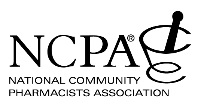 NCPA®
NATIONAL COMMUNITY
PHARMACISTS ASSOCIATION